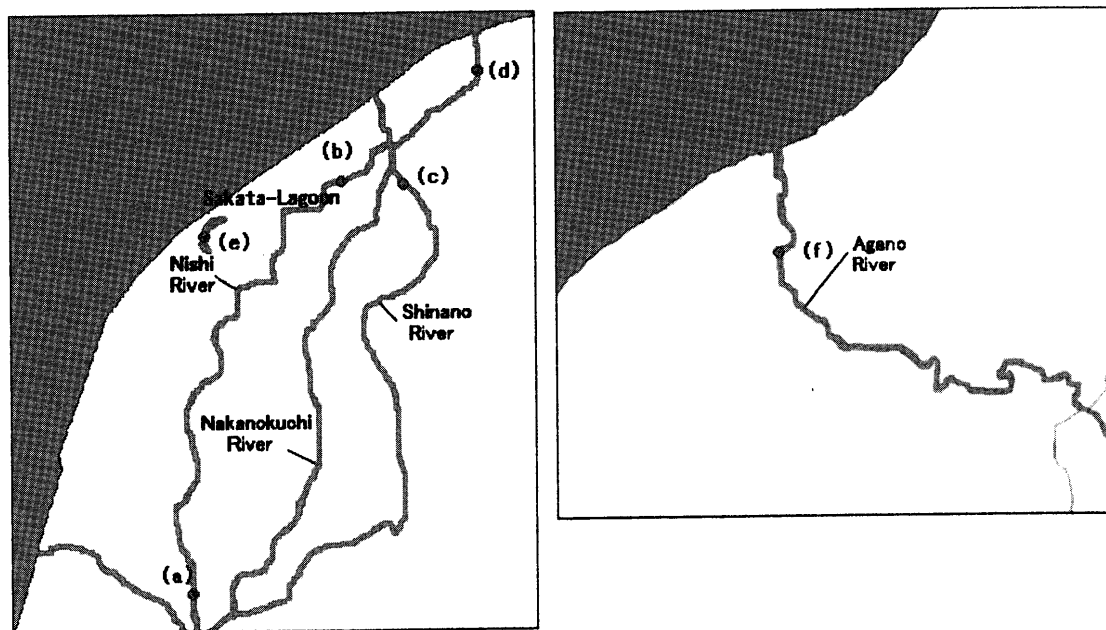 (d)
(b)
(c)
Sakata-Lagoon
(e)
Nishi
River
Shinano
River
Nakanokuchi
River
(a)
(f)
Agano
River